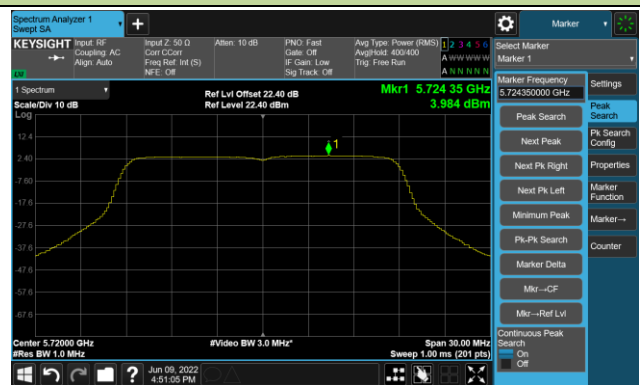 Spectrum Analyzer 1
Swept SA
Marker
KEYSIGHT
Input: RF
Coupling: AC
Align: Auto
Input Z: 50 Ω
Corr CCorr
Freq Ref: Int (S)
NFE: Off
Atten: 10 dB
PNO: Fast
Gate: Off
IF Gain: Low
Sig Track: Off
Avg Type: Power (RMS)
Avg|Hold: 400/400
Trig: Free Run
1 2 3 4 5 6
A W W W W W
A N N N N N
Select Marker
Marker 1
LXI
1 Spectrum
Scale/Div 10 dB
Log
Ref Lvl Offset 22.40 dB
Ref Level 22.40 dBm
Mkr1 5.724 35 GHz
3.984 dBm
1
12.4
2.40
-7.60
-17.6
-27.6
-37.6
-47.6
-57.6
-67.6
Center 5.72000 GHz
#Res BW 1.0 MHz
#Video BW 3.0 MHz*
Span 30.00 MHz
Sweep 1.00 ms (201 pts)
Marker Frequency
5.724350000 GHz
Peak Search
Next Peak
Next Pk Right
Next Pk Left
Minimum Peak
Pk-Pk Search
Marker Delta
Mkr→CF
Mkr→Ref Lvl
Continuous Peak
Search
On
Off
Settings
Peak
Search
Pk Search
Config
Properties
Marker
Function
Marker→
Counter
?
Jun 09, 2022
4:51:05 PM